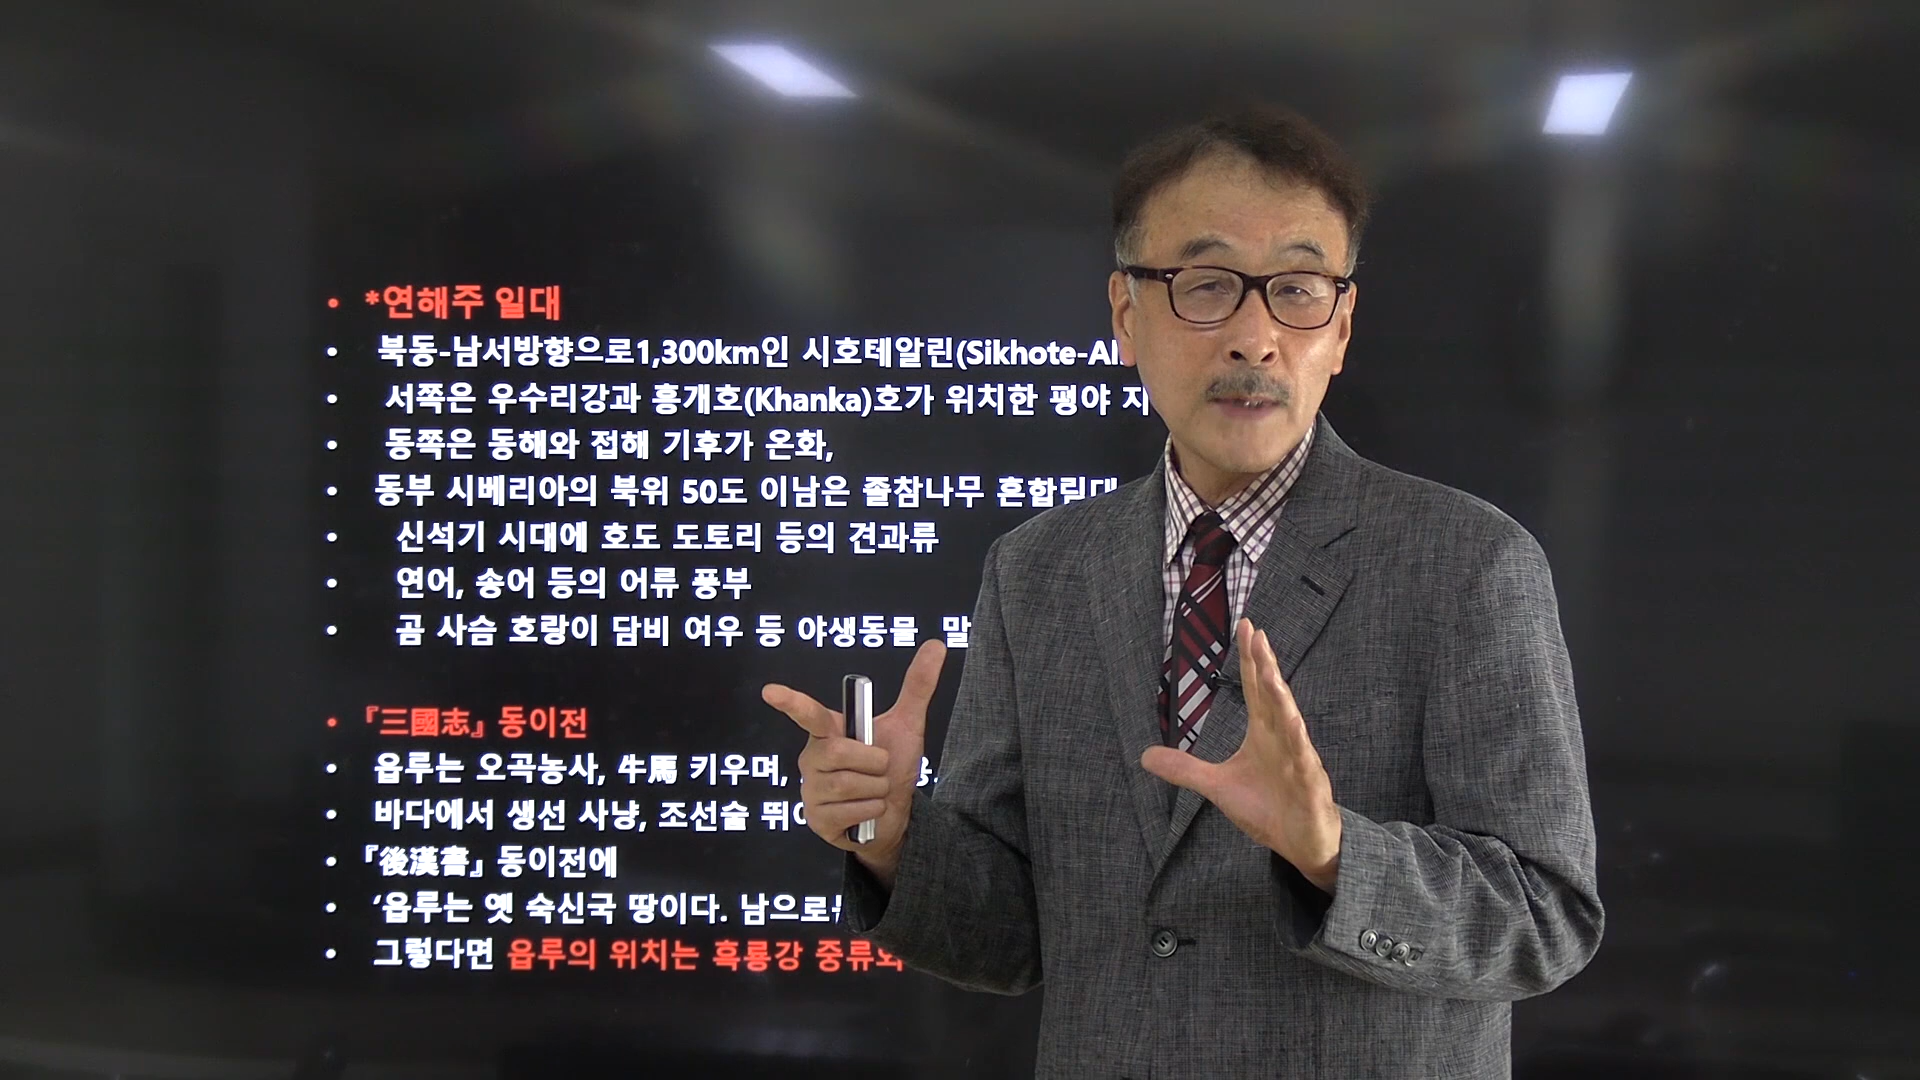 • *연해주 일대
• 북동-남서방향으로1,300km인 시호테알린(Sikhote-Al
• 서쪽은 우수리강과 흥개호(Khanka)호가 위치한 평야 지
• 동쪽은 동해와 접해 기후가 온화,
• 동부 시베리아의 북위 50도 이남은 졸참나무 혼합림대
• 신석기 시대에 호도 도토리 등의 견과류
• 연어, 송어 등의 어류 풍부
• 곰 사슴 호랑이 담비 여우 등 야생동물 말
• 『三國志』 동이전
• 읍루는 오곡농사, 牛馬 키우며,
• 바다에서 생선 사냥, 조선술
• 『後漢書』 동이전에
• ‘읍루는 옛 숙신국 땅이다. 남으로
• 그렇다면 읍루의 위치는 흑룡강 중류와